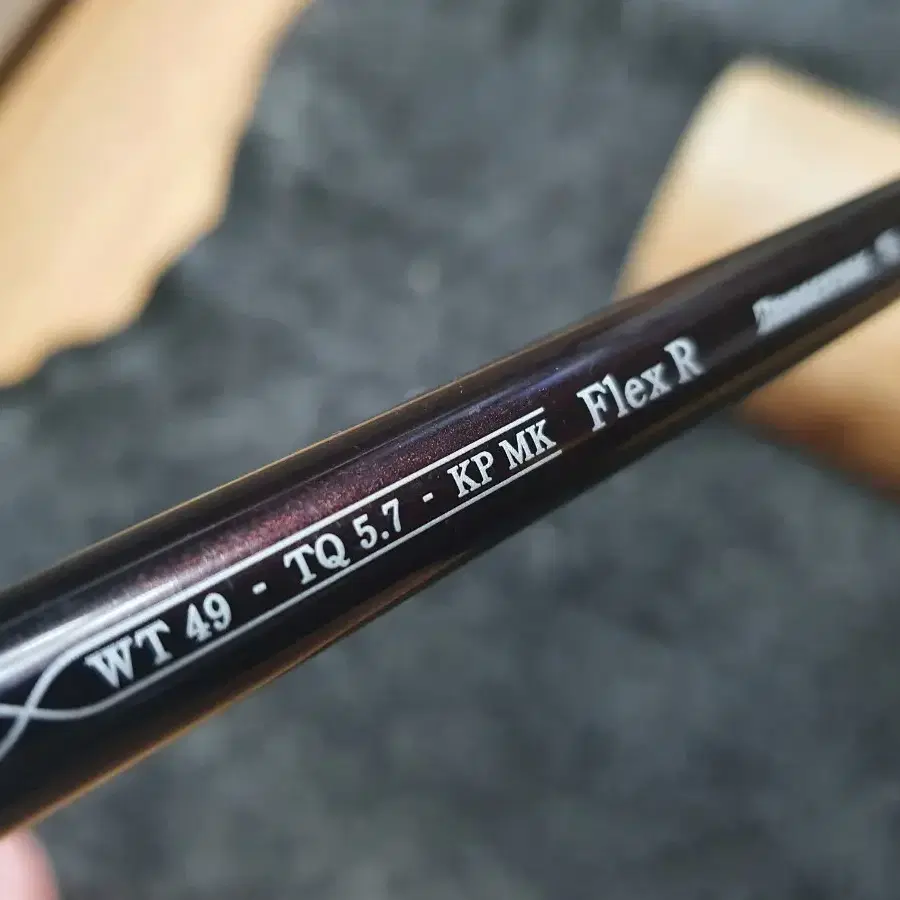 WT 49 - TQ 5.7 - KP MK Flex R